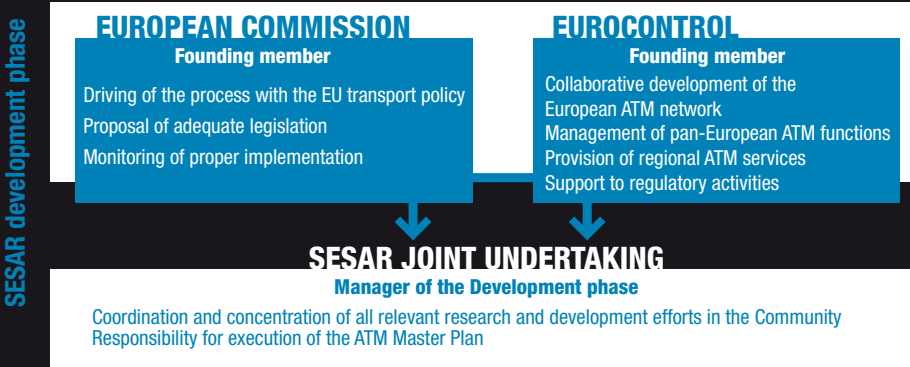 SESAR development phase
EUROPEAN COMMISSION
Founding member
Driving of the process with the EU transport policy
Proposal of adequate legislation
Monitoring of proper implementation
EUROCONTROL
Founding member
Collaborative development of the
European ATM network
Management of pan-European ATM functions
Provision of regional ATM services
Support to regulatory activities
SESAR JOINT UNDERTAKING
Manager of the Development phase
Coordination and concentration of all relevant research and development efforts in the Community
Responsibility for execution of the ATM Master Plan